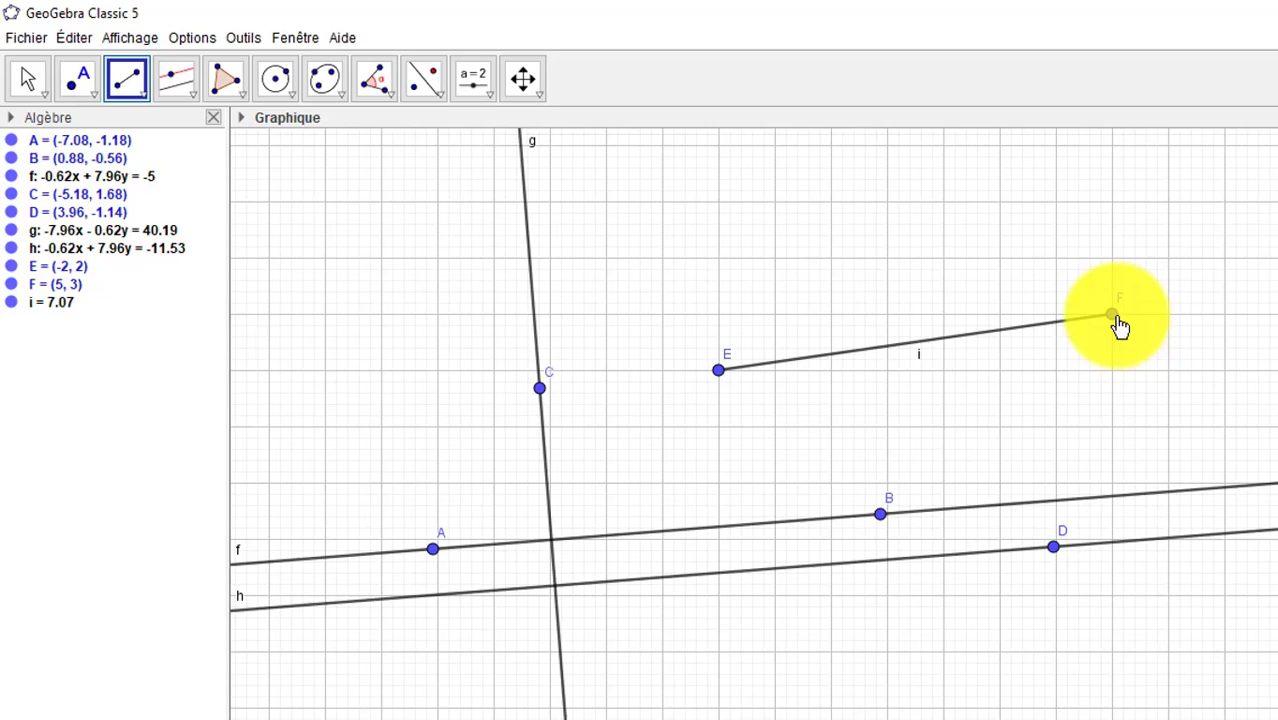 GeoGebra Classic 5
Fichier Éditer Affichage Options Outils Fenêtre Aide
A α a = 2
Algèbre
Graphique
A = (-7.08, -1.18)
B = (0.88, -0.56)
f: -0.62x + 7.96y = -5
C = (-5.18, 1.68)
D = (3.96, -1.14)
g: -7.96x - 0.62y = 40.19
h: -0.62x + 7.96y = -11.53
E = (-2, 2)
F = (5, 3)
i = 7.07
g
F
E
i
C
B
A
D
f
h